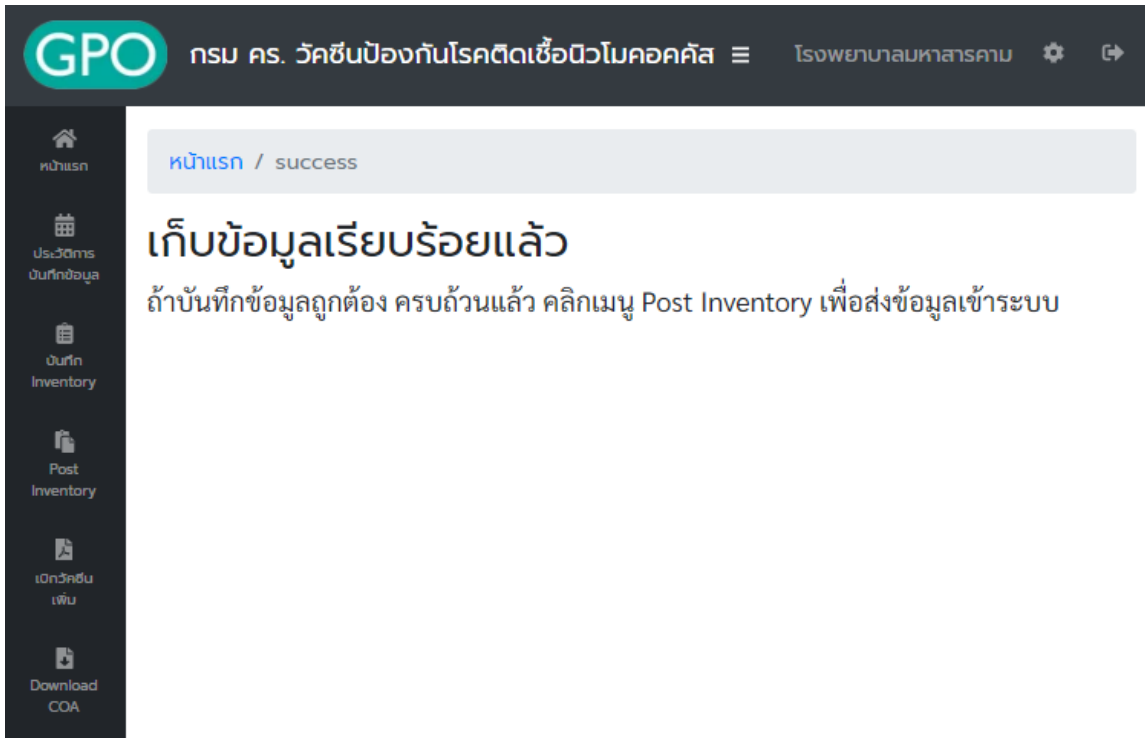 GPO
กรม คร. วัคซีนป้องกันโรคติดเชื้อนิวโมคอคคัส
โรงพยาบาลมหาสารคาม
หน้าแรก
ประวัติการ
บันทึกข้อมูล
บันทึก
Inventory
Post
Inventory
เบิกวัคซีน
เพิ่ม
Download
COA
หน้าแรก / success
เก็บข้อมูลเรียบร้อยแล้ว
ถ้าบันทึกข้อมูลถูกต้อง ครบถ้วนแล้ว คลิกเมนู Post Inventory เพื่อส่งข้อมูลเข้าระบบ